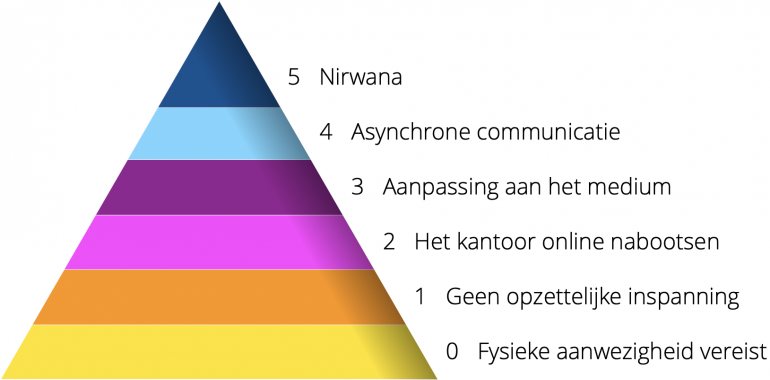 5 Nirwana
4 Asynchrone communicatie
3 Aanpassing aan het medium
2 Het kantoor online nabootsen
1 Geen opzettelijke inspanning
0 Fysieke aanwezigheid vereist